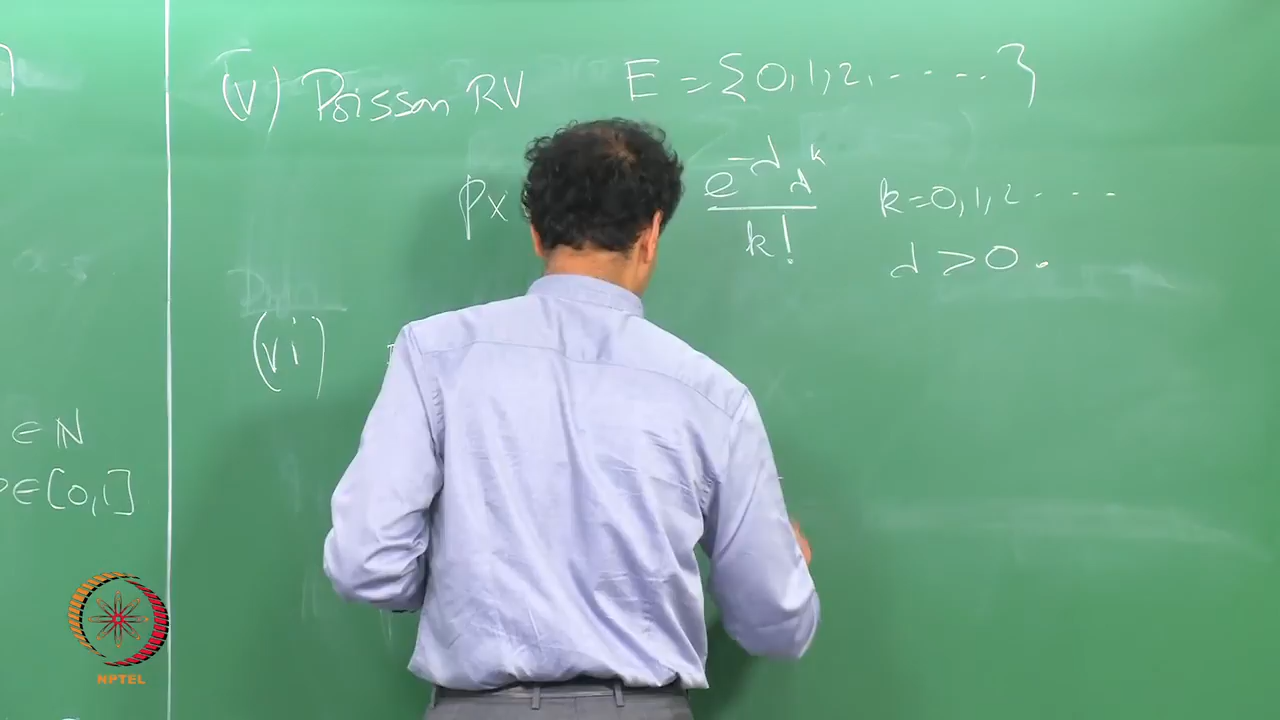 ∈ ℕ
∈ [0,1]
(v) Poisson RV E = {0,1,2,.....}
pX e^{-λ} λ^k / k! k=0,1,2....
λ > 0.
(vi)
NPTEL